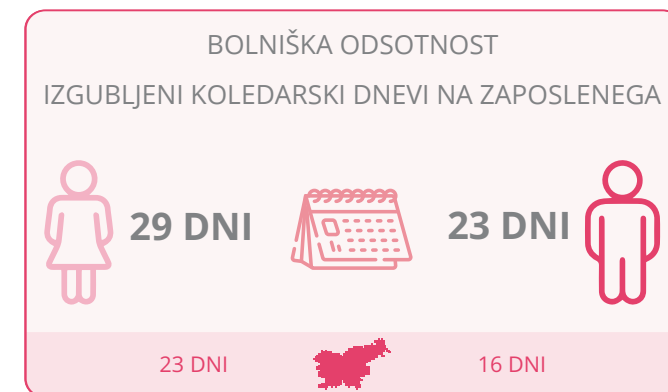 BOLNIŠKA ODSOTNOST
IZGUBLJENI KOLEDARSKI DNEVI NA ZAPOSLENEGA
29 DNI
23 DNI
23 DNI
16 DNI